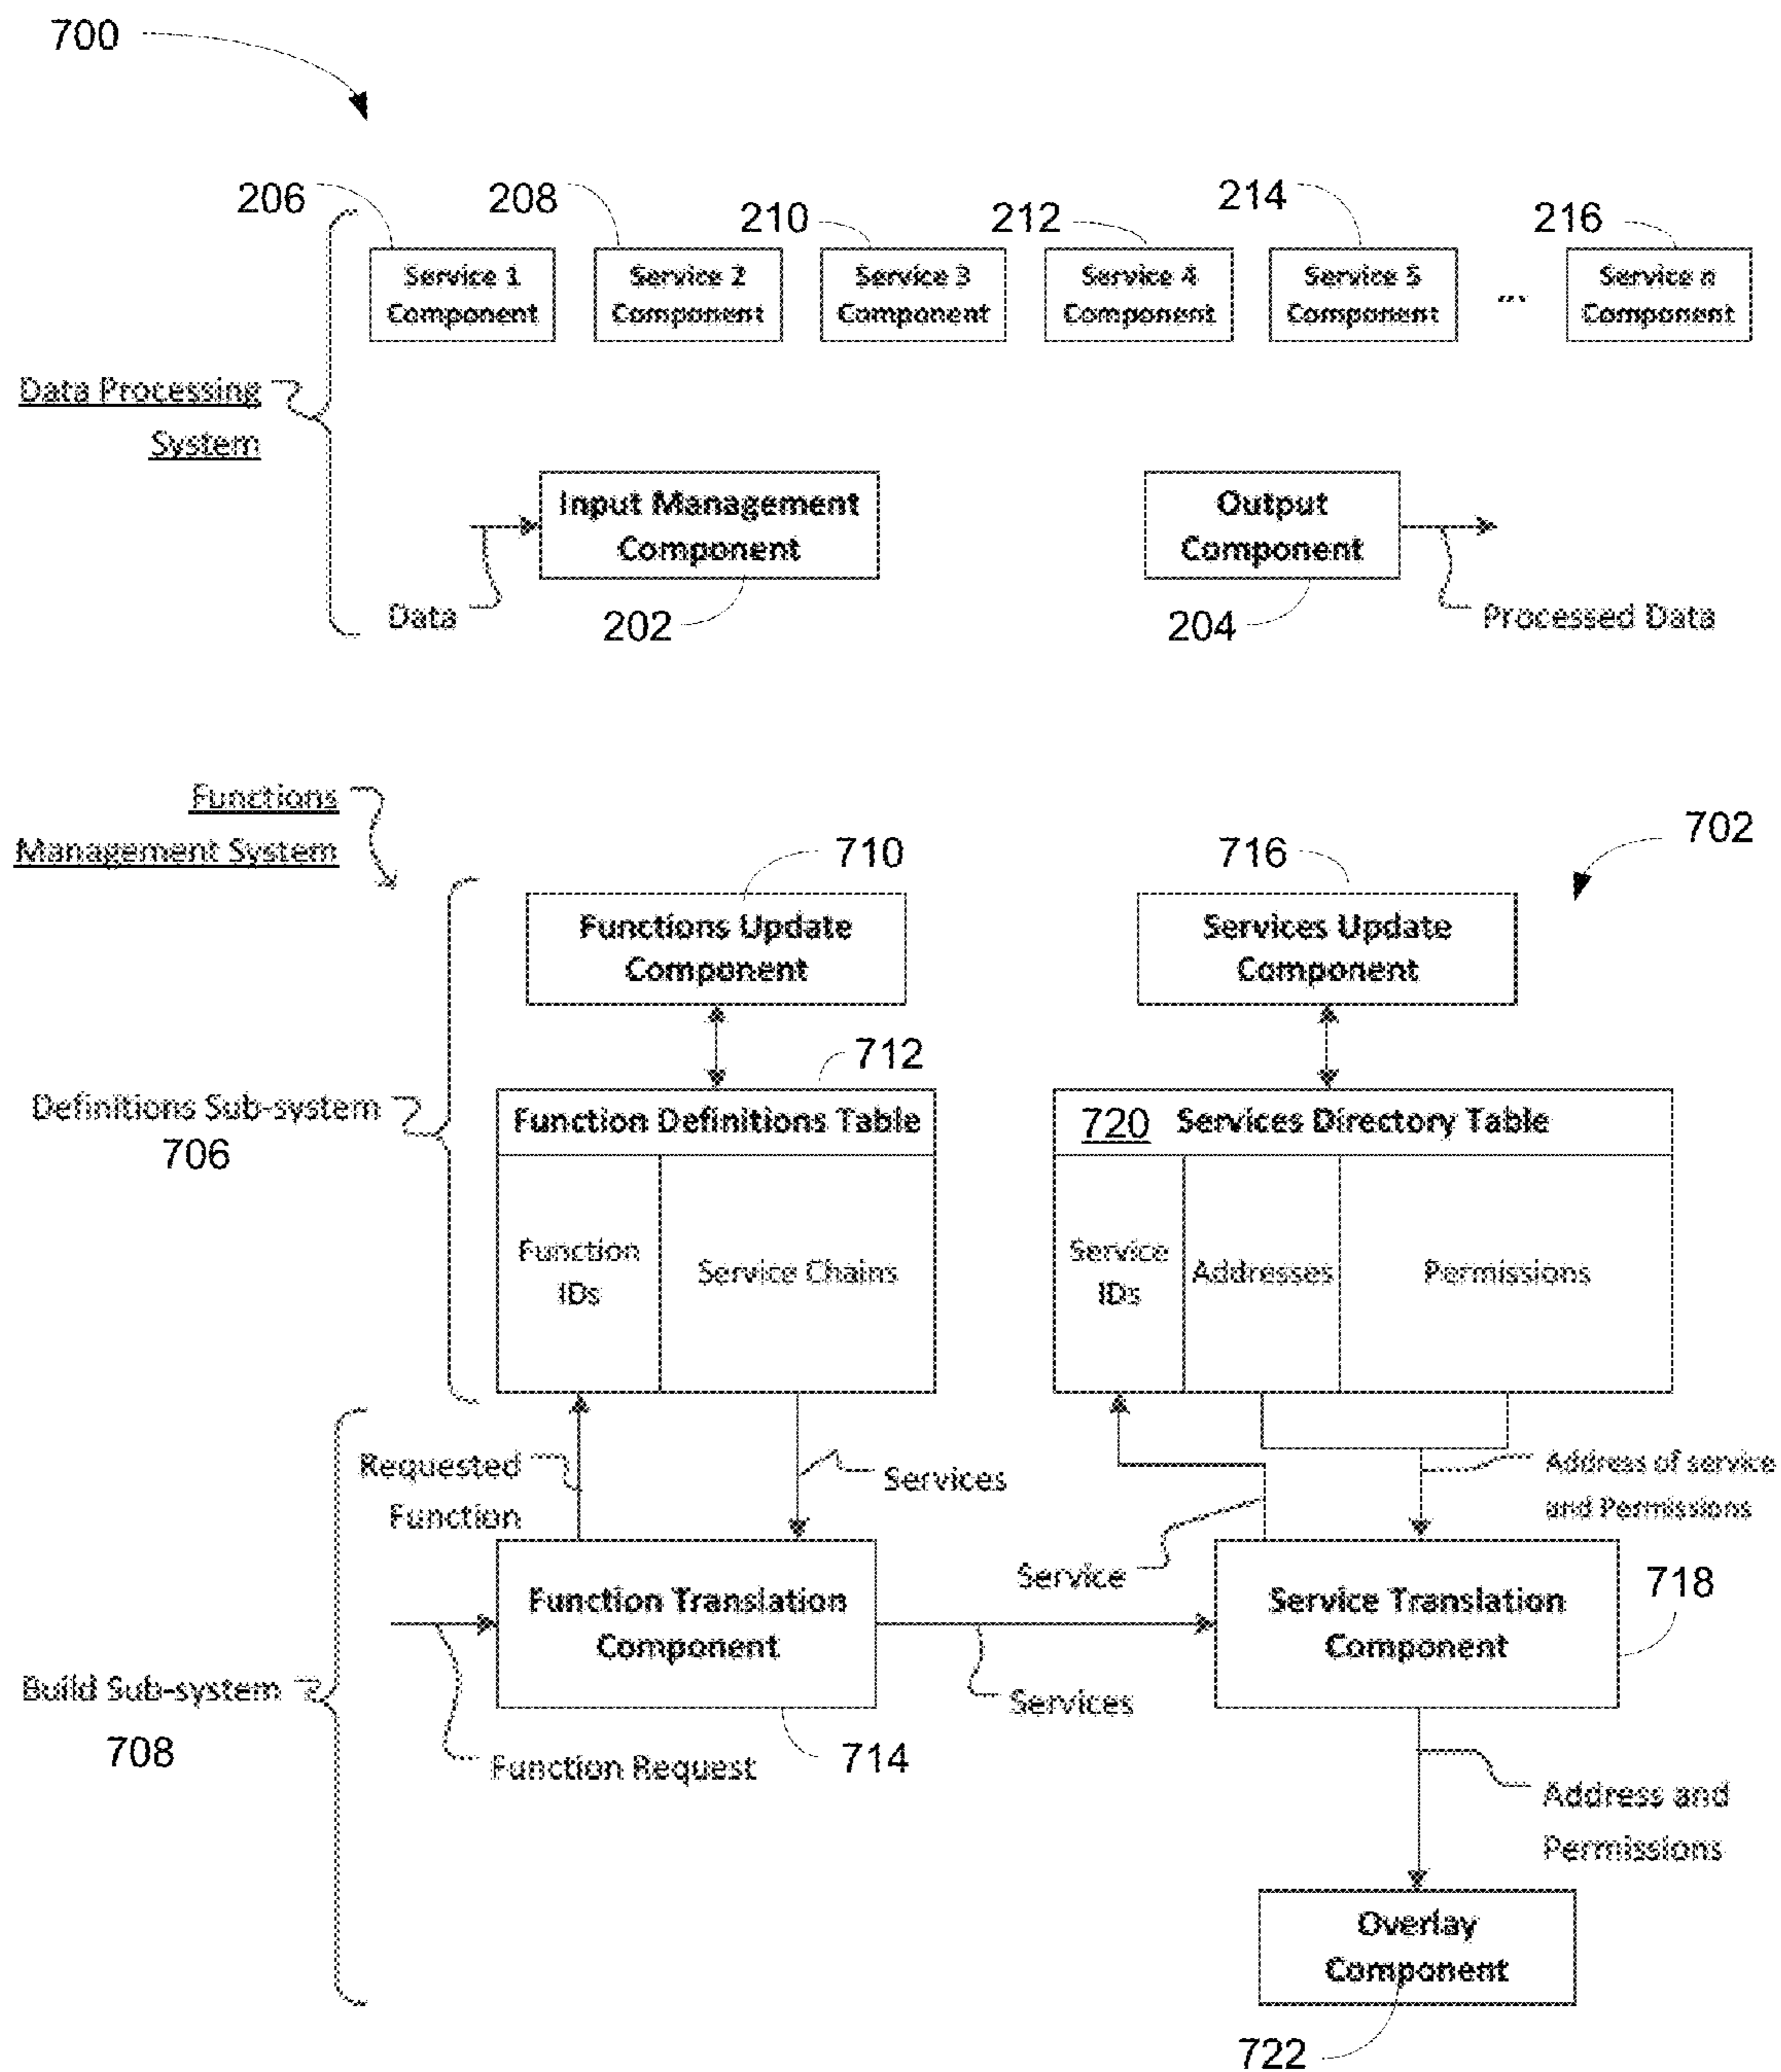 700
206
208
210
212
214
216
Service 1
Component
Service 2
Component
Service 3
Component
Service 4
Component
Service 5
Component
...
Service n
Component
Data Processing
System
Input Management
Component
Output
Component
Data
202
204
Processed Data
Functions
Management System
702
710
716
Functions Update
Component
Services Update
Component
712
Definitions Sub-system
706
Function Definitions Table
Function
IDs
Service Chains
720 Services Directory Table
Service
IDs
Addresses
Permissions
Requested
Function
Services
Service
Address of service
and Permissions
Function Translation
Component
Service Translation
Component
718
Build Sub-system
708
Function Request
714
Services
Address and
Permissions
Overlay
Component
722